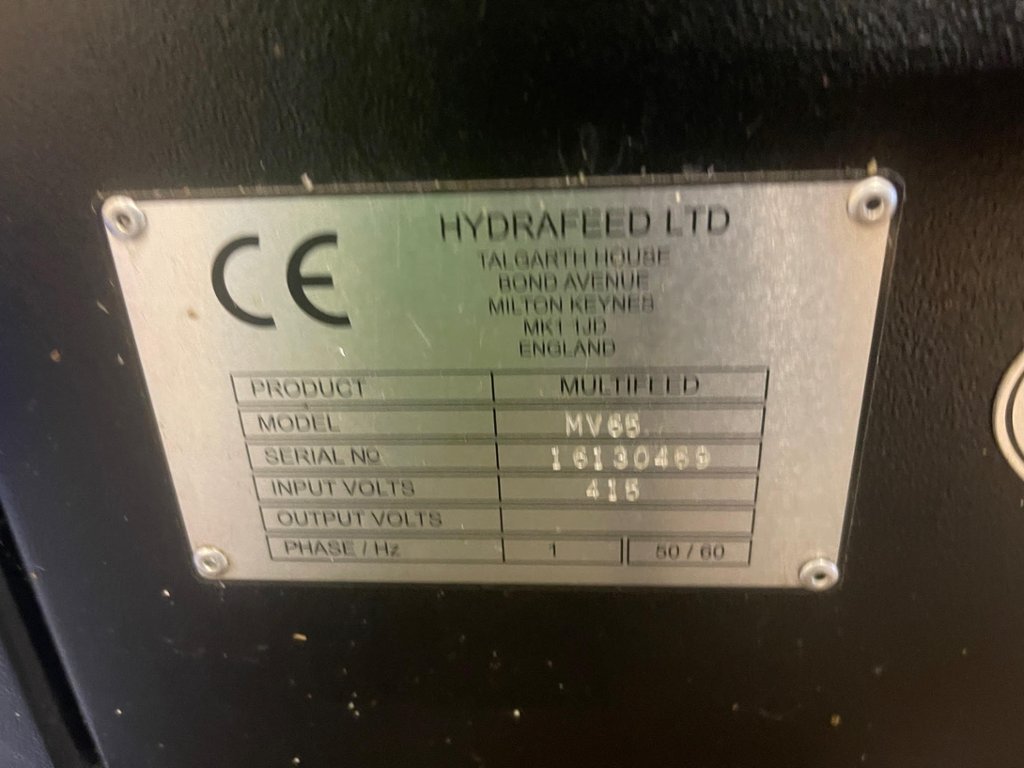 CE
HYDRAFEED LTD
TALGARTH HOUSE
BOND AVENUE
MILTON KEYNES
MK1 1JD
ENGLAND
PRODUCT MULTIFEED
MODEL MV65
SERIAL Nº 16130469
INPUT VOLTS 415
OUTPUT VOLTS
PHASE / Hz 1 50 / 60